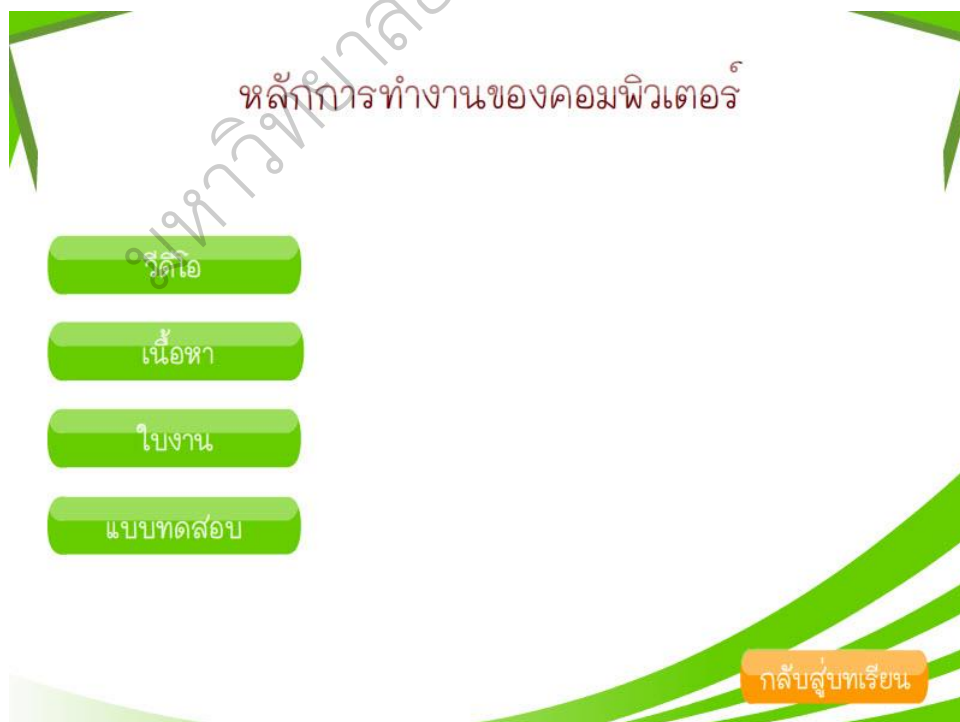 หลักการทำงานของคอมพิวเตอร์
วีดีโอ
เนื้อหา
ใบงาน
แบบทดสอบ
กลับสู่บทเรียน